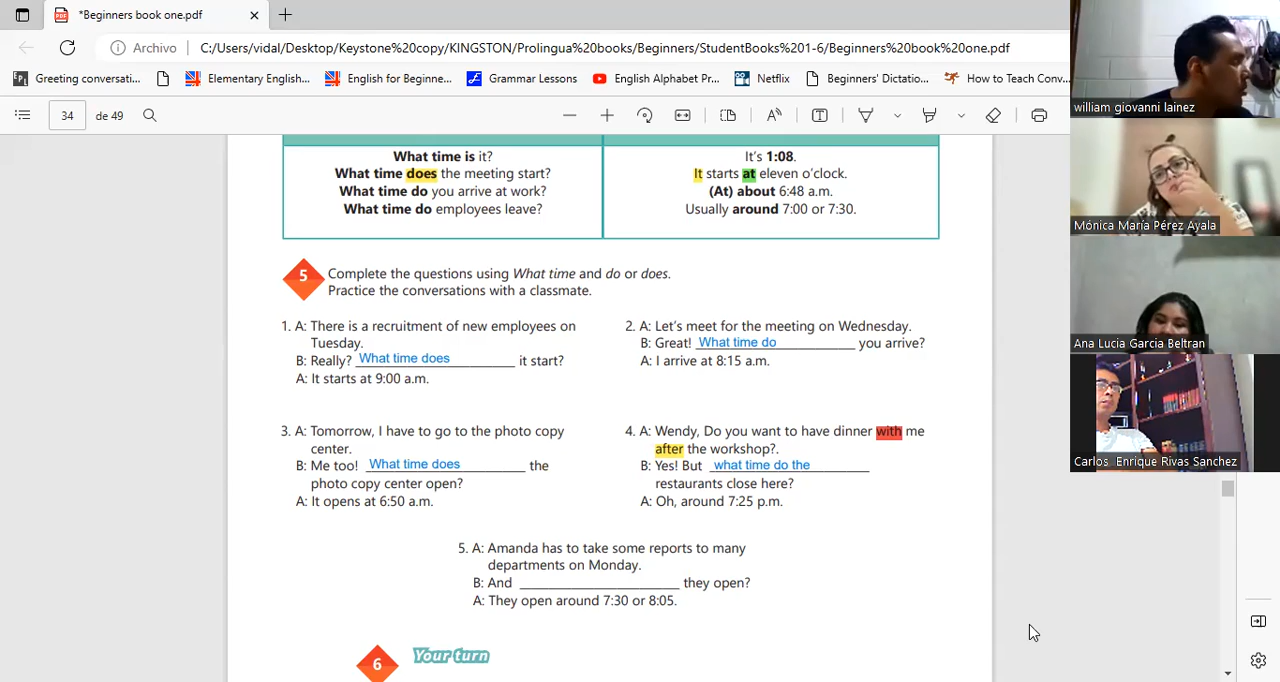 *Beginners book one.pdf
Archivo
C:/Users/vidal/Desktop/Keystone%20copy/KINGSTON/Prolingua%20books/Beginners/StudentBooks%201-6/Beginners%20book%20one.pdf
Greeting conversati...
Elementary English...
English for Beginne...
Grammar Lessons
English Alphabet Pr...
Netflix
Beginners' Dictatio...
How to Teach Conv...
34 de 49
What time is it?
It's 1:08.
What time does the meeting start?
It starts at eleven o'clock.
What time do you arrive at work?
(At) about 6:48 a.m.
What time do employees leave?
Usually around 7:00 or 7:30.
5
Complete the questions using What time and do or does.
Practice the conversations with a classmate.
1. A: There is a recruitment of new employees on
Tuesday.
B: Really? What time does it start?
A: It starts at 9:00 a.m.
2. A: Let's meet for the meeting on Wednesday.
B: Great! What time do you arrive?
A: I arrive at 8:15 a.m.
3. A: Tomorrow, I have to go to the photo copy
center.
B: Me too! What time does the
photo copy center open?
A: It opens at 6:50 a.m.
4. A: Wendy, Do you want to have dinner with me
after the workshop?.
B: Yes! But what time do the
restaurants close here?
A: Oh, around 7:25 p.m.
5. A: Amanda has to take some reports to many
departments on Monday.
B: And ____ they open?
A: They open around 7:30 or 8:05.
6
Your turn
william giovanni lainez
Mónica María Pérez Ayala
Ana Lucia Garcia Beltran
Carlos Enrique Rivas Sanchez